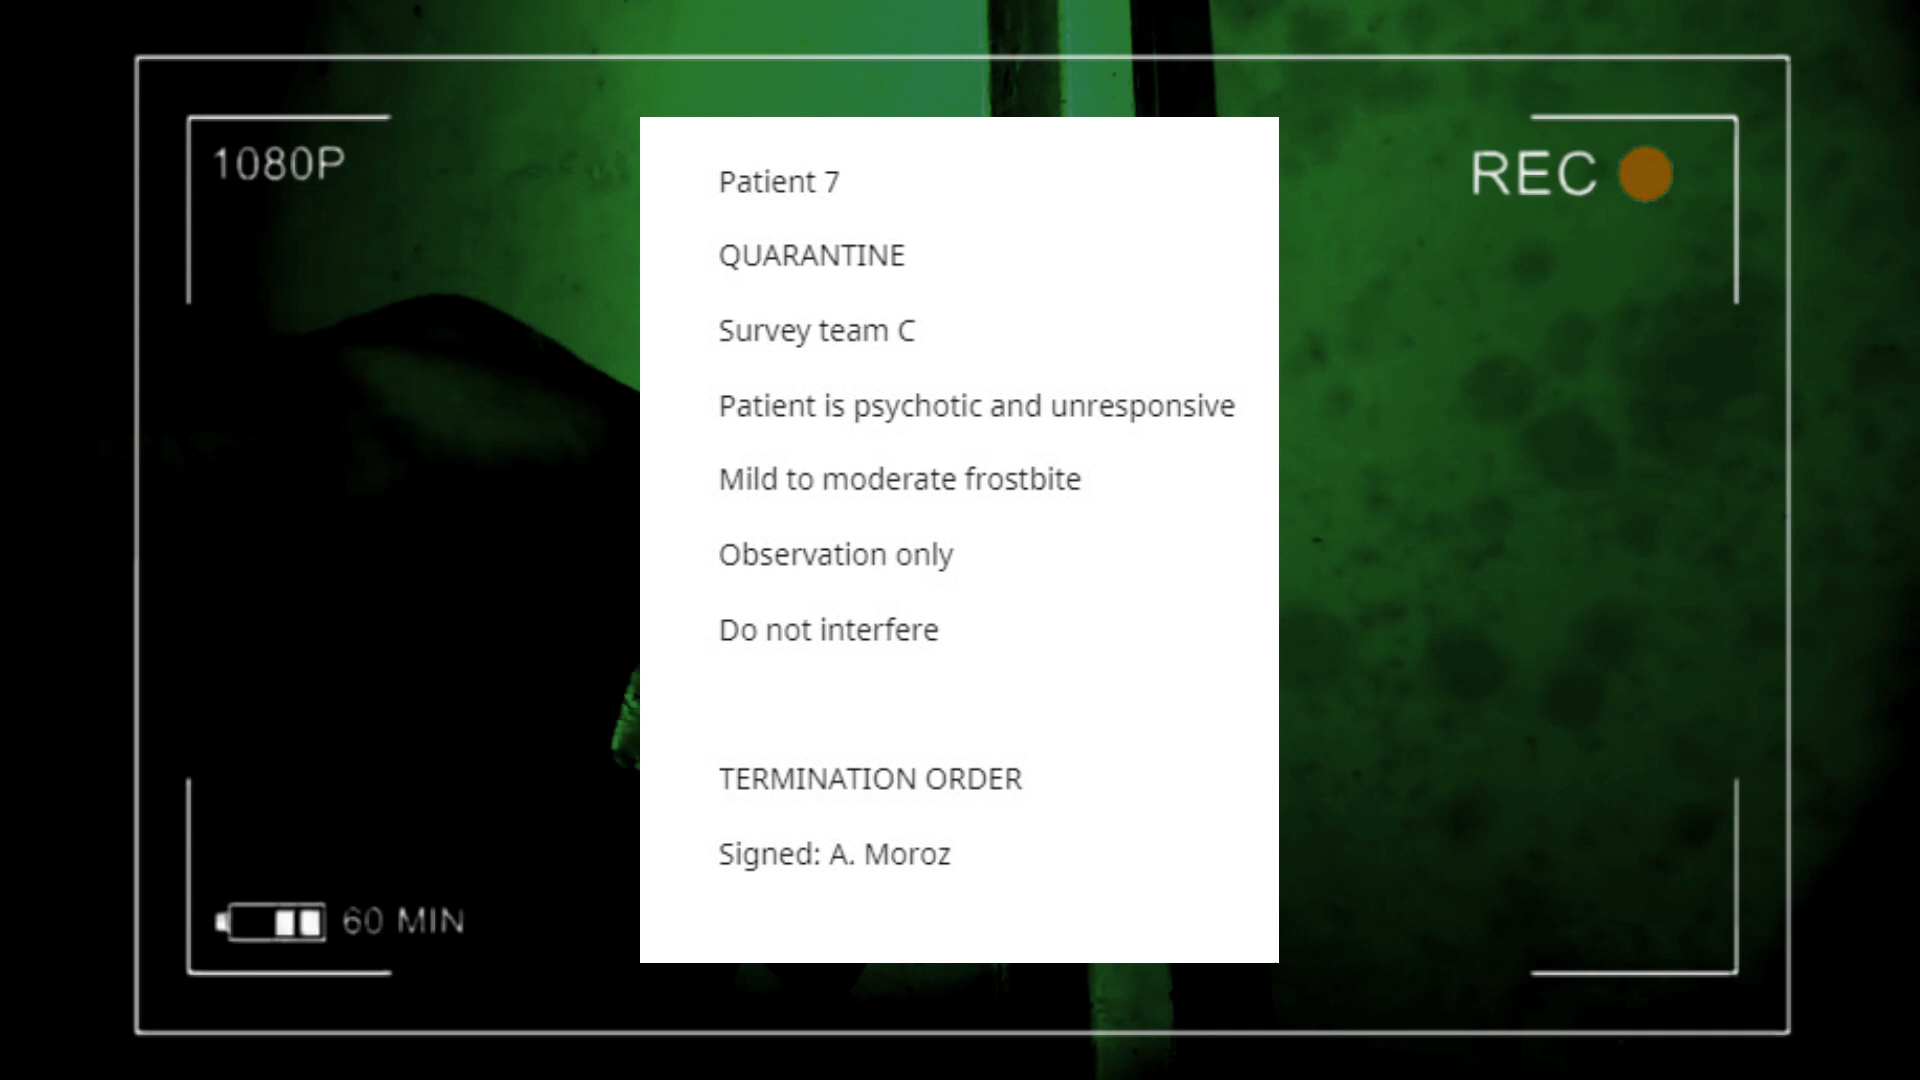 1080P
REC
Patient 7
QUARANTINE
Survey team C
Patient is psychotic and unresponsive
Mild to moderate frostbite
Observation only
Do not interfere
TERMINATION ORDER
Signed: A. Moroz
60 MIN